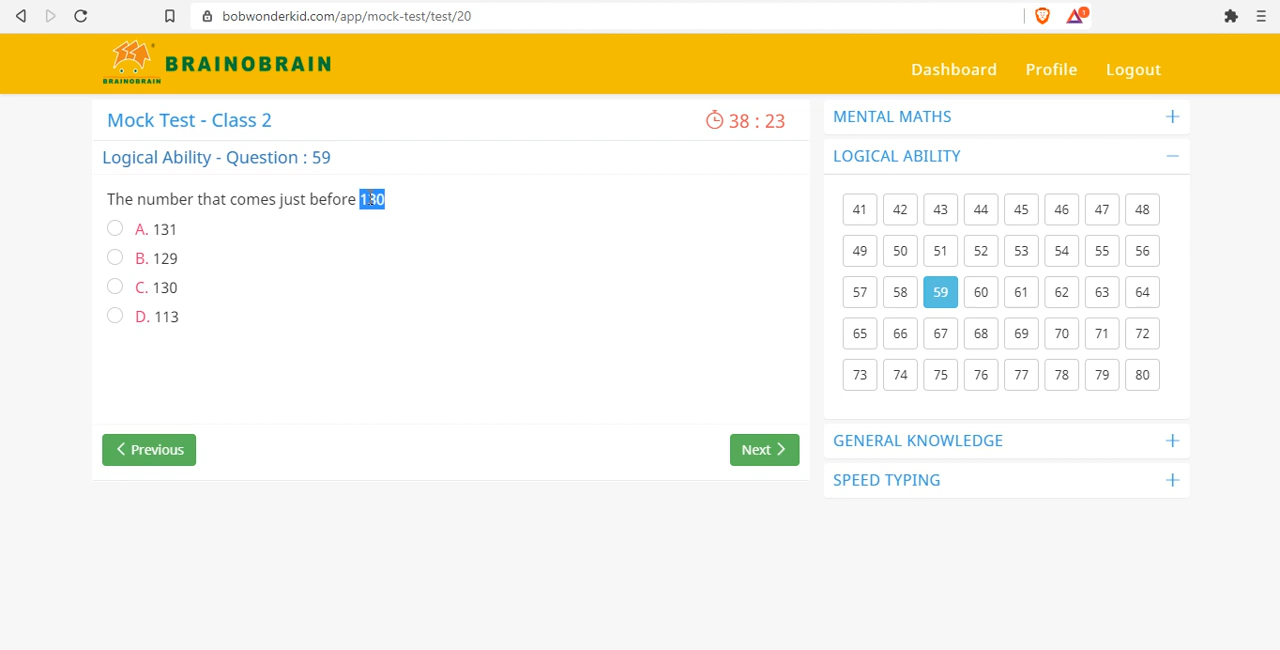 bobwonderkid.com/app/mock-test/test/20
1
BRAINOBRAIN
BRAINOBRAIN
Dashboard Profile Logout
Mock Test - Class 2
38 : 23
Logical Ability - Question : 59
The number that comes just before 130
A. 131
B. 129
C. 130
D. 113
Previous
Next
MENTAL MATHS
LOGICAL ABILITY
41 42 43 44 45 46 47 48
49 50 51 52 53 54 55 56
57 58 59 60 61 62 63 64
65 66 67 68 69 70 71 72
73 74 75 76 77 78 79 80
GENERAL KNOWLEDGE
SPEED TYPING